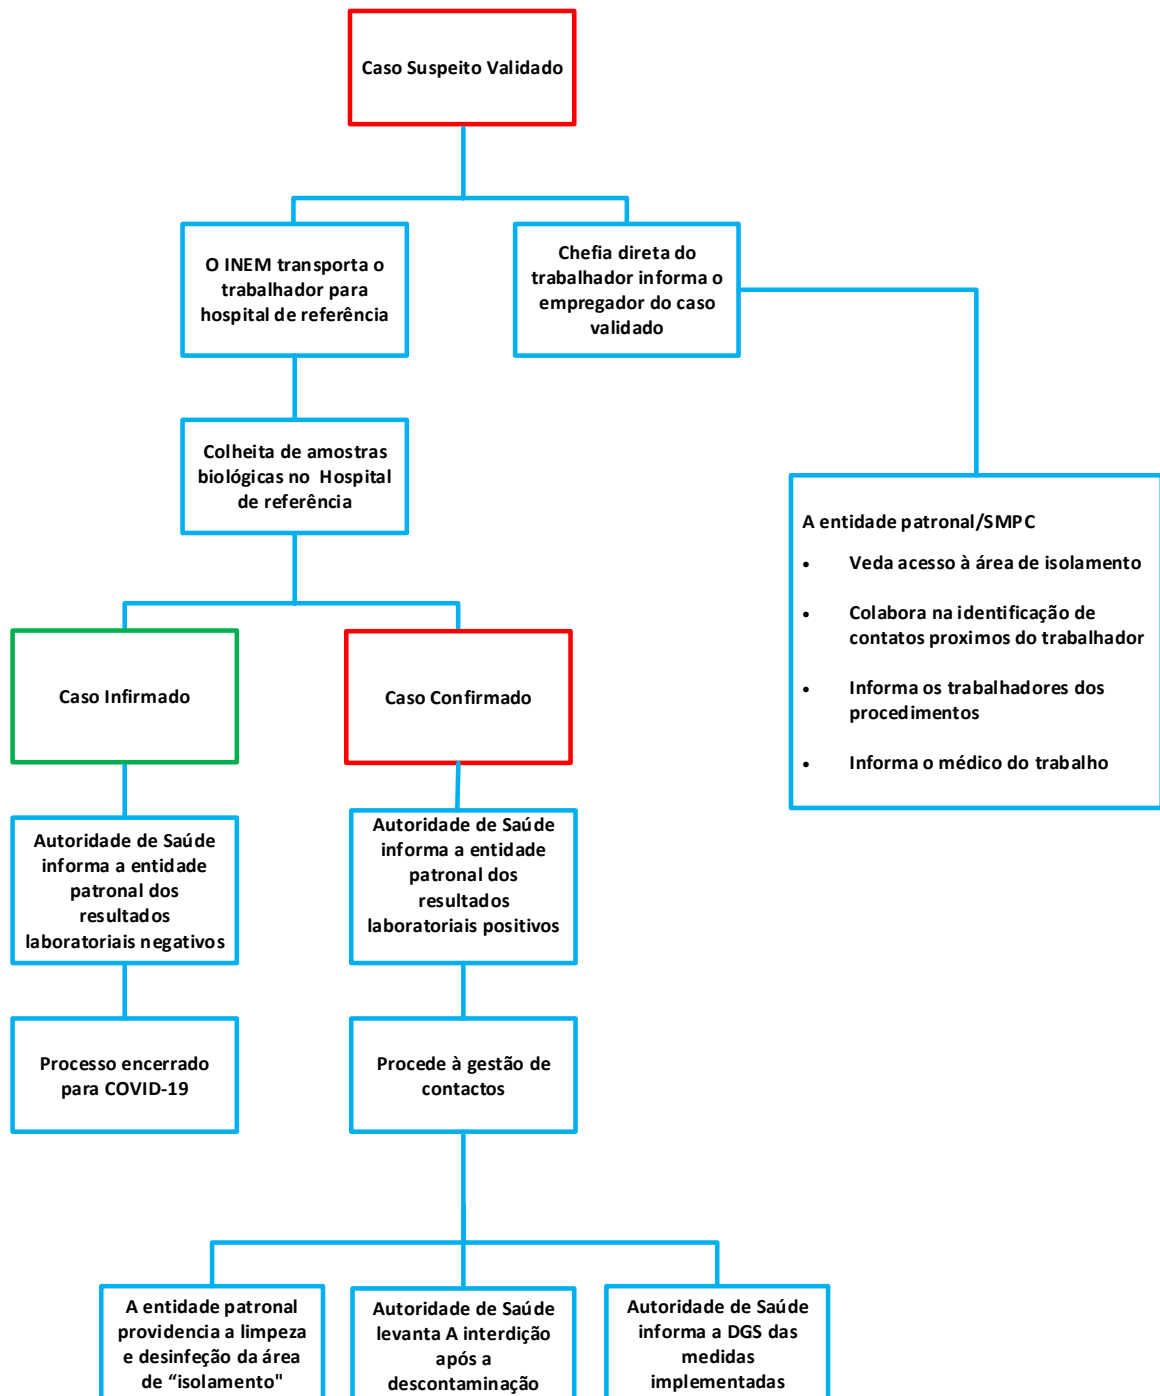 Caso Suspeito Validado
O INEM transporta o
trabalhador para
hospital de referência
Chefia direta do
trabalhador informa o
empregador do caso
validado
Colheita de amostras
biológicas no Hospital
de referência
A entidade patronal/SMPC
• Veda acesso à área de isolamento
• Colabora na identificação de
contatos proximos do trabalhador
• Informa os trabalhadores dos
procedimentos
• Informa o médico do trabalho
Caso Infirmado
Caso Confirmado
Autoridade de Saúde
informa a entidade
patronal dos
resultados
laboratoriais negativos
Autoridade de Saúde
informa a entidade
patronal dos
resultados
laboratoriais positivos
Processo encerrado
para COVID-19
Procede à gestão de
contactos
A entidade patronal
providencia a limpeza
e desinfeção da área
de “isolamento"
Autoridade de Saúde
levanta A interdição
após a
descontaminação
Autoridade de Saúde
informa a DGS das
medidas
implementadas